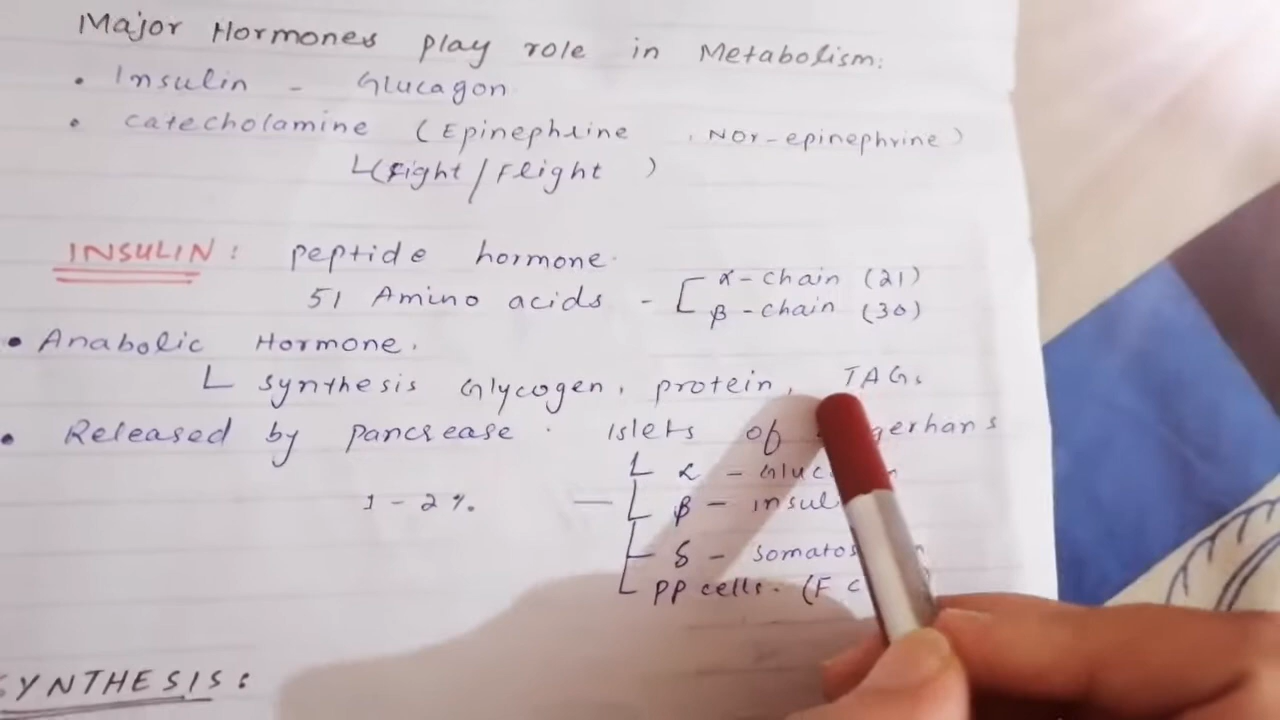 Major Hormones play role in Metabolism:
• Insulin - Glucagon
• catecholamine (Epinephrine , Nor-epinephrine)
(Fight/Flight )
INSULIN: peptide hormone.
51 Amino acids - [ α-chain (21)
β-chain (30)
• Anabolic Hormone.
synthesis Glycogen, protein, TAGs
• Released by pancrease. Islets of
α -
1-2%. — β -
δ -
PP cells. (F
SYNTHESIS: